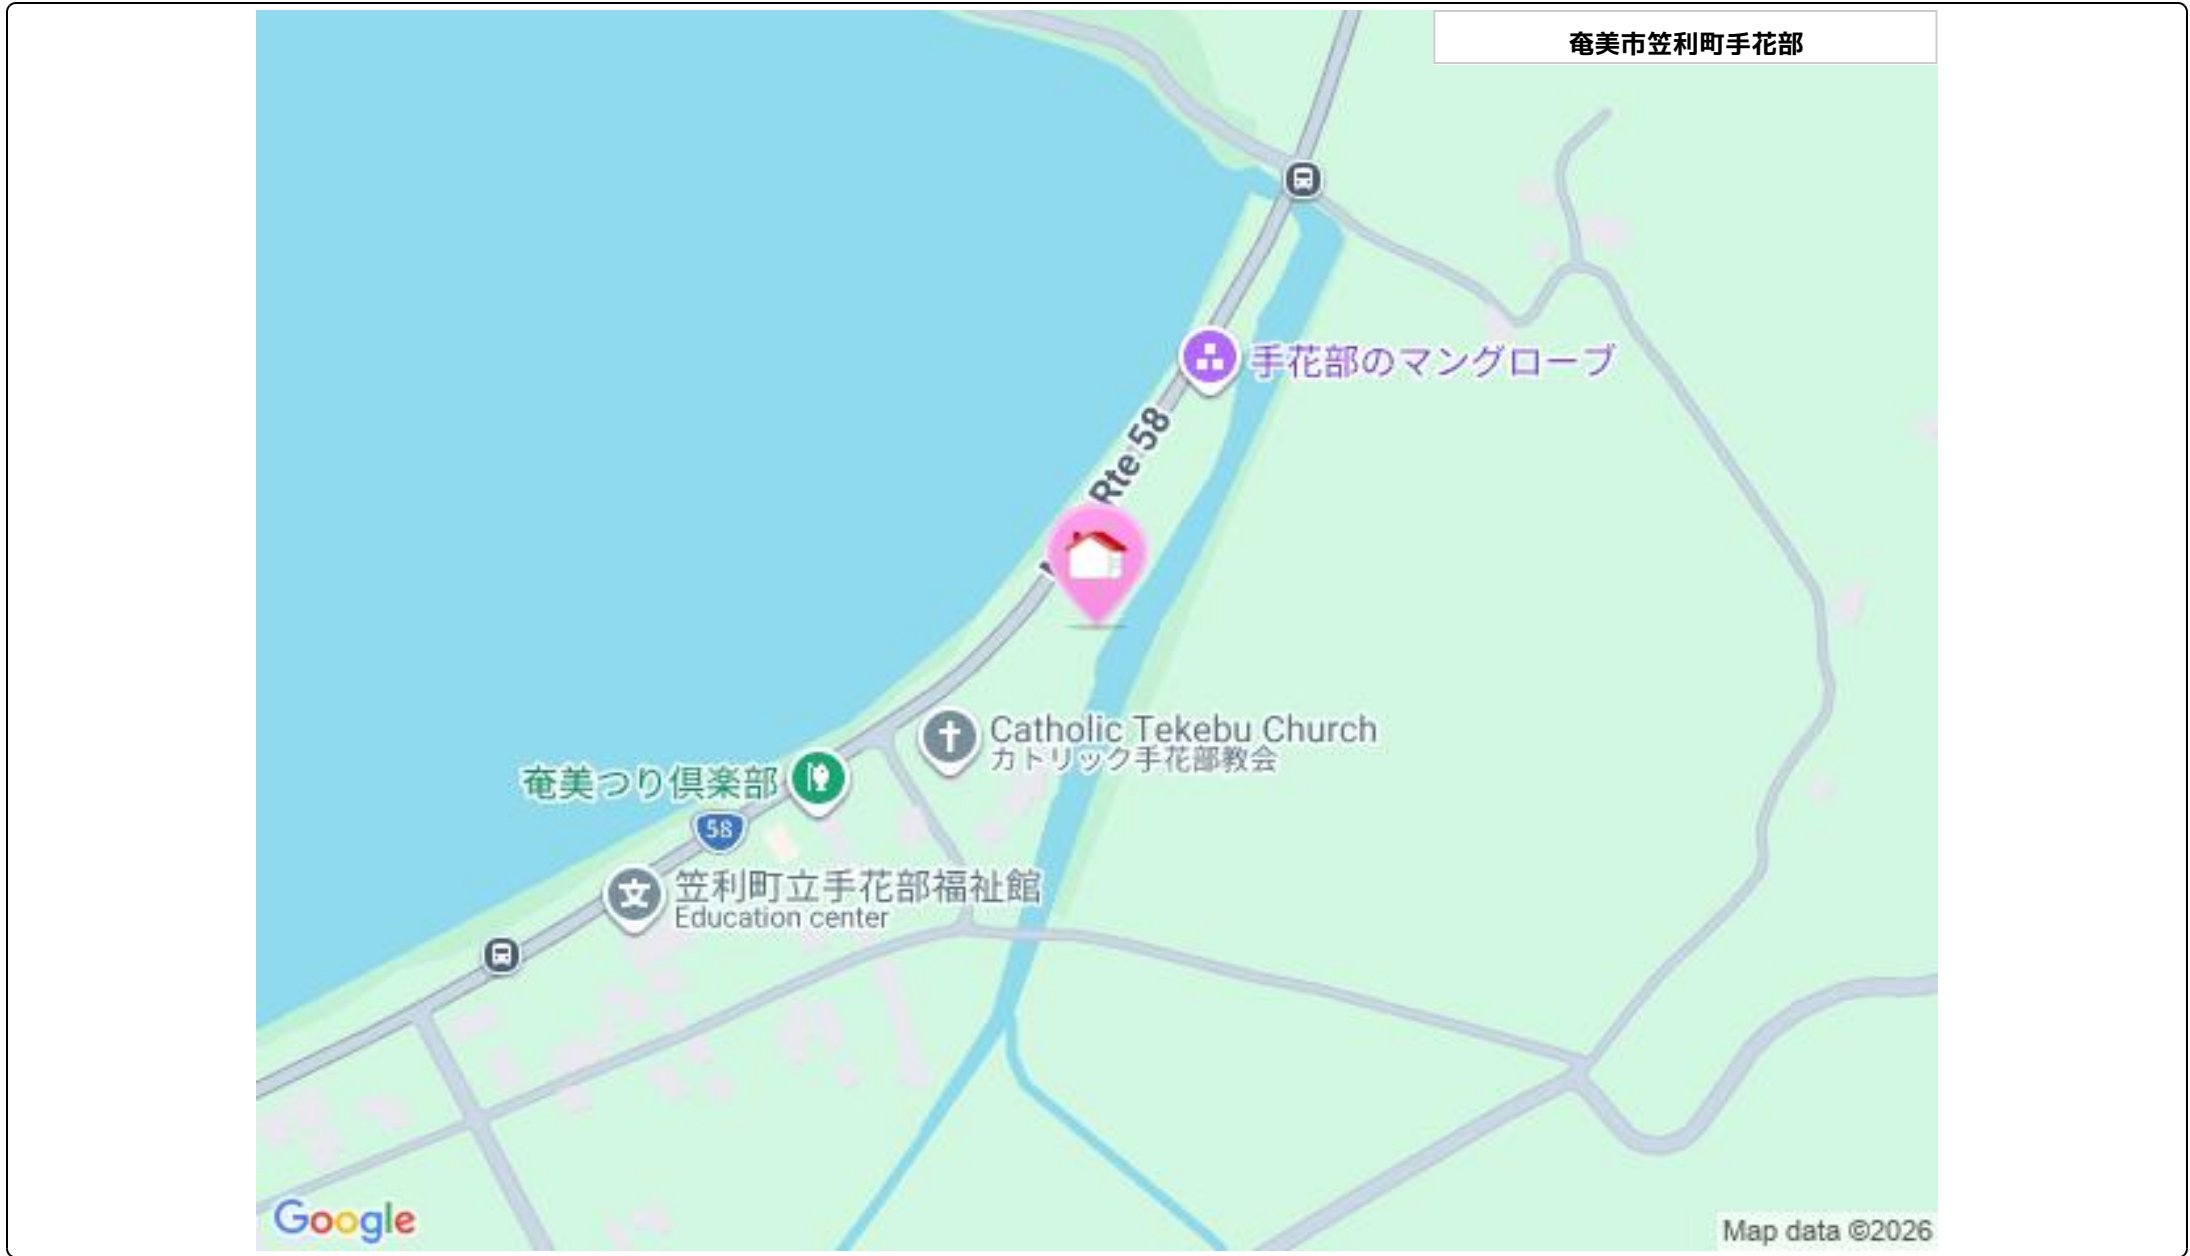 奄美市笠利町手花部
手花部のマングローブ
Rte 58
Catholic Tekebu Church
カトリック手花部教会
奄美つり倶楽部
58
笠利町立手花部福祉館
Education center
Google
Map data ©2026